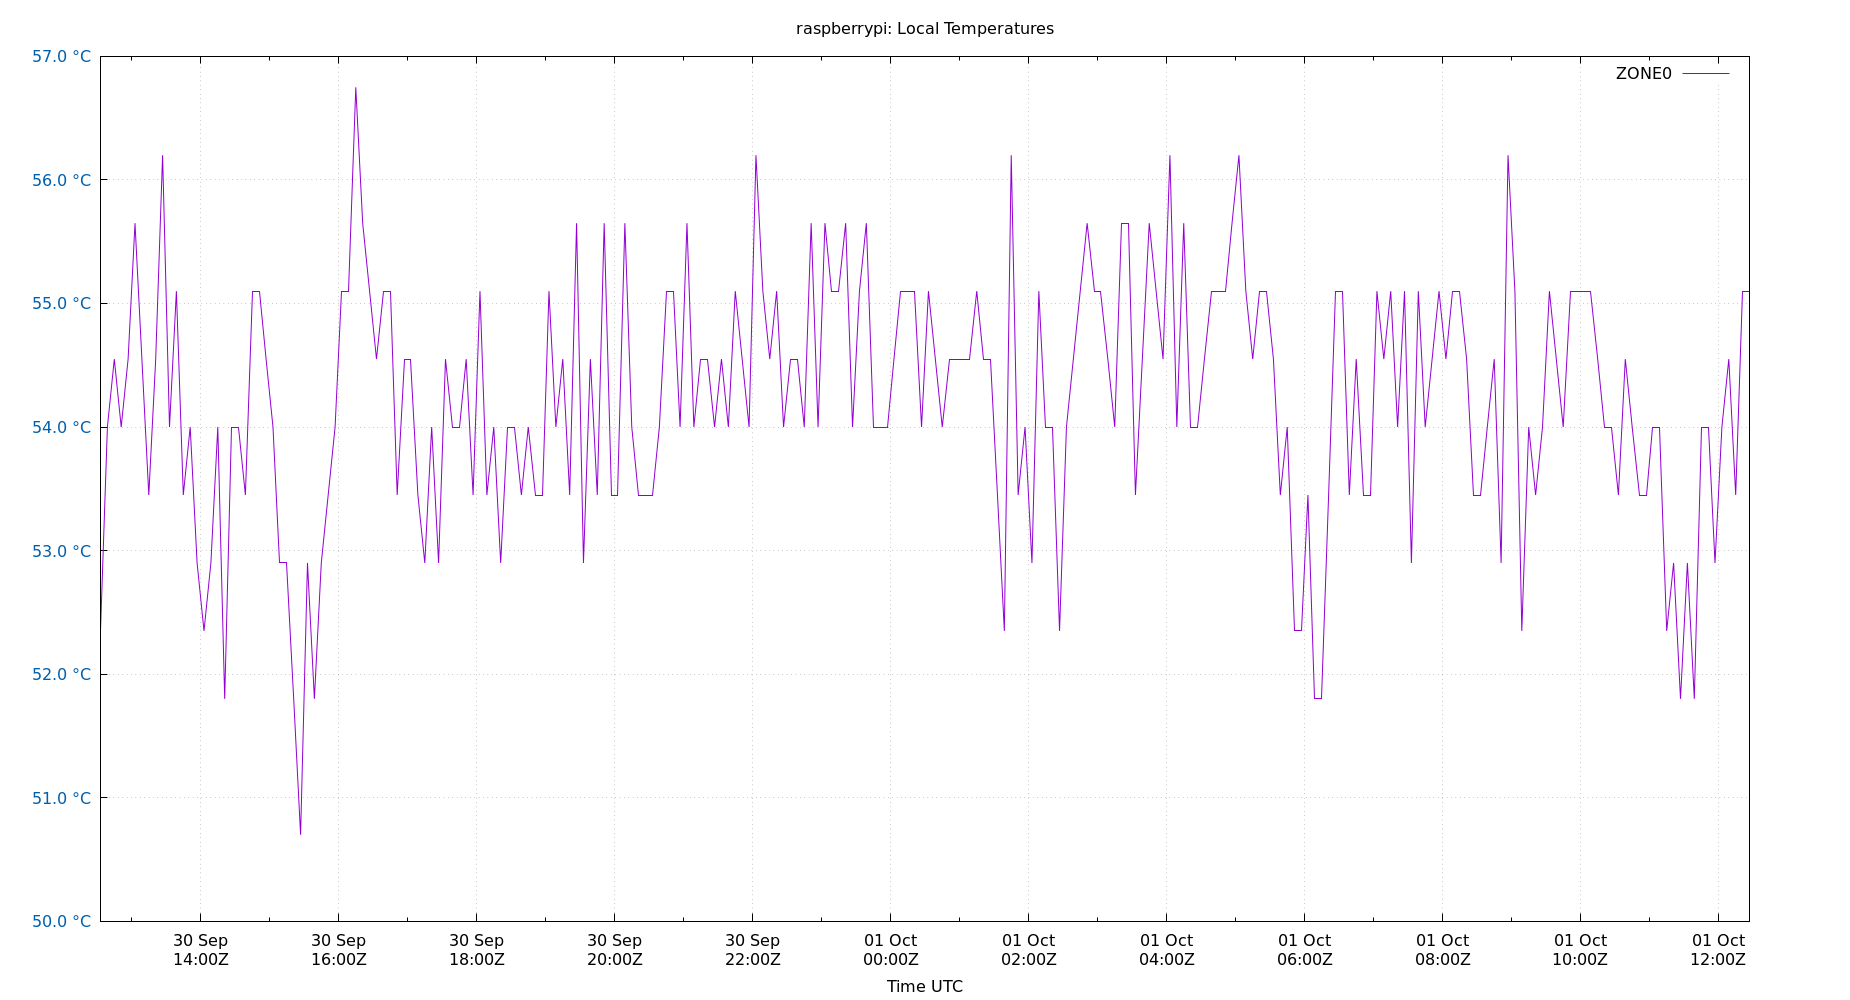 raspberrypi: Local Temperatures
57.0 °C
ZONE0
56.0 °C
55.0 °C
54.0 °C
53.0 °C
52.0 °C
51.0 °C
50.0 °C
30 Sep 30 Sep 30 Sep 30 Sep 30 Sep 01 Oct 01 Oct 01 Oct 01 Oct 01 Oct 01 Oct 01 Oct
14:00Z 16:00Z 18:00Z 20:00Z 22:00Z 00:00Z 02:00Z 04:00Z 06:00Z 08:00Z 10:00Z 12:00Z
Time UTC